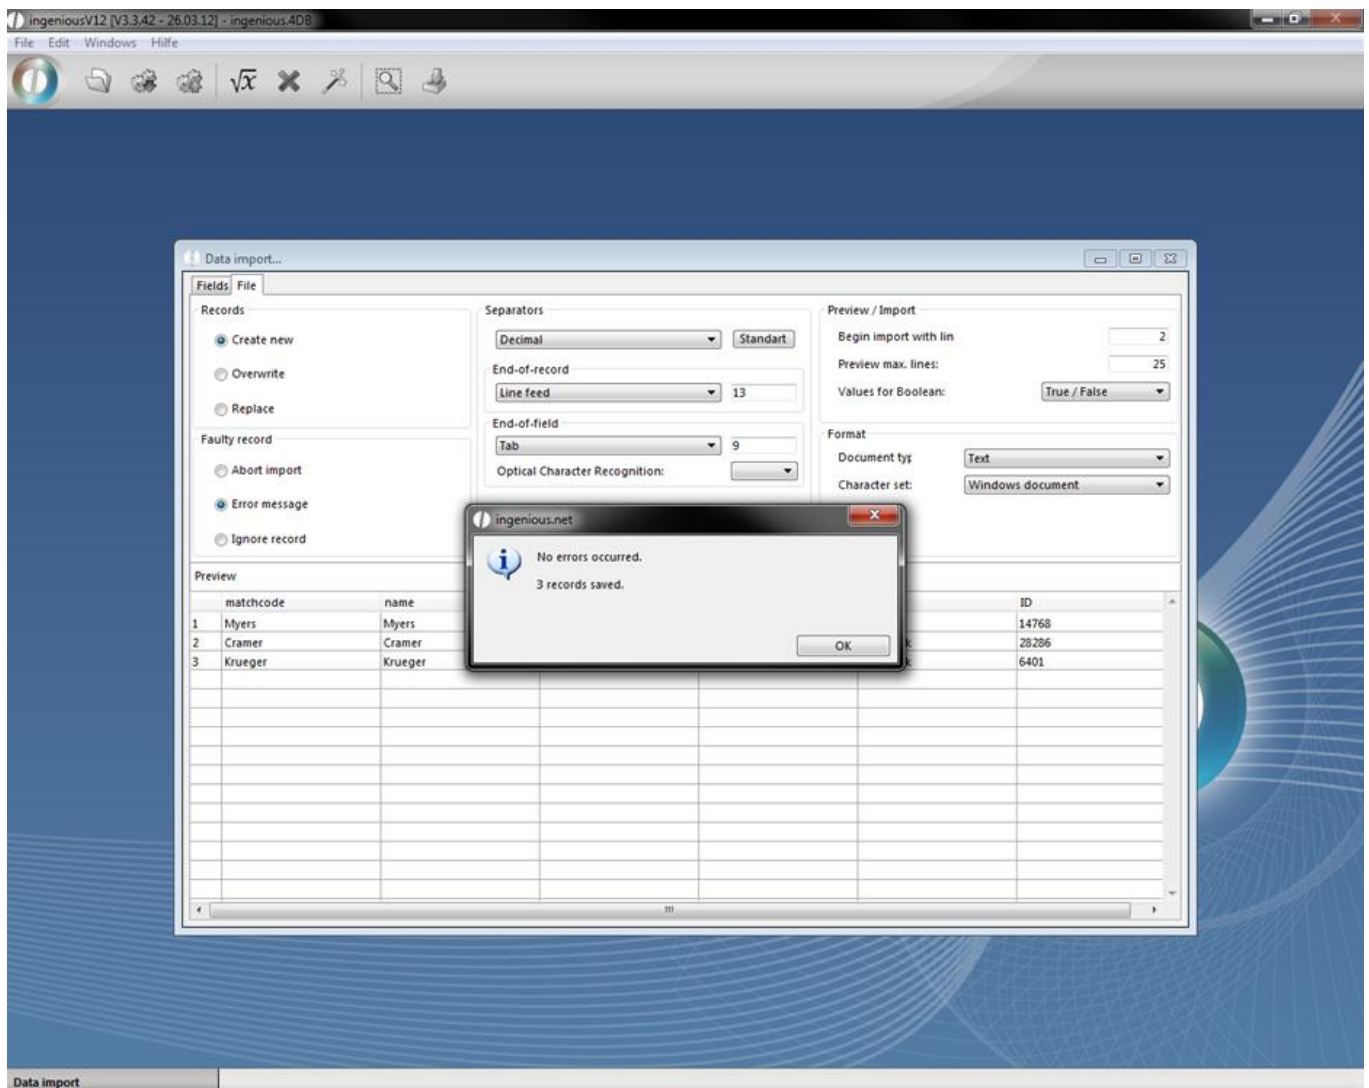 ingeniousV12 [V3.3.42 - 26.03.12] - ingenious.4DB
File Edit Windows Hilfe
√x
Data import...
Fields File
Records
Create new
Overwrite
Replace
Faulty record
Abort import
Error message
Ignore record
Separators
Decimal Standart
End-of-record
Line feed 13
End-of-field
Tab 9
Optical Character Recognition:
Preview / Import
Begin import with lin 2
Preview max. lines: 25
Values for Boolean: True / False
Format
Document typ Text
Character set: Windows document
ingenious.net
No errors occurred.
3 records saved.
OK
Preview
matchcode name ID
1 Myers Myers 14768
2 Cramer Cramer 28286
3 Krueger Krueger 6401
Data import